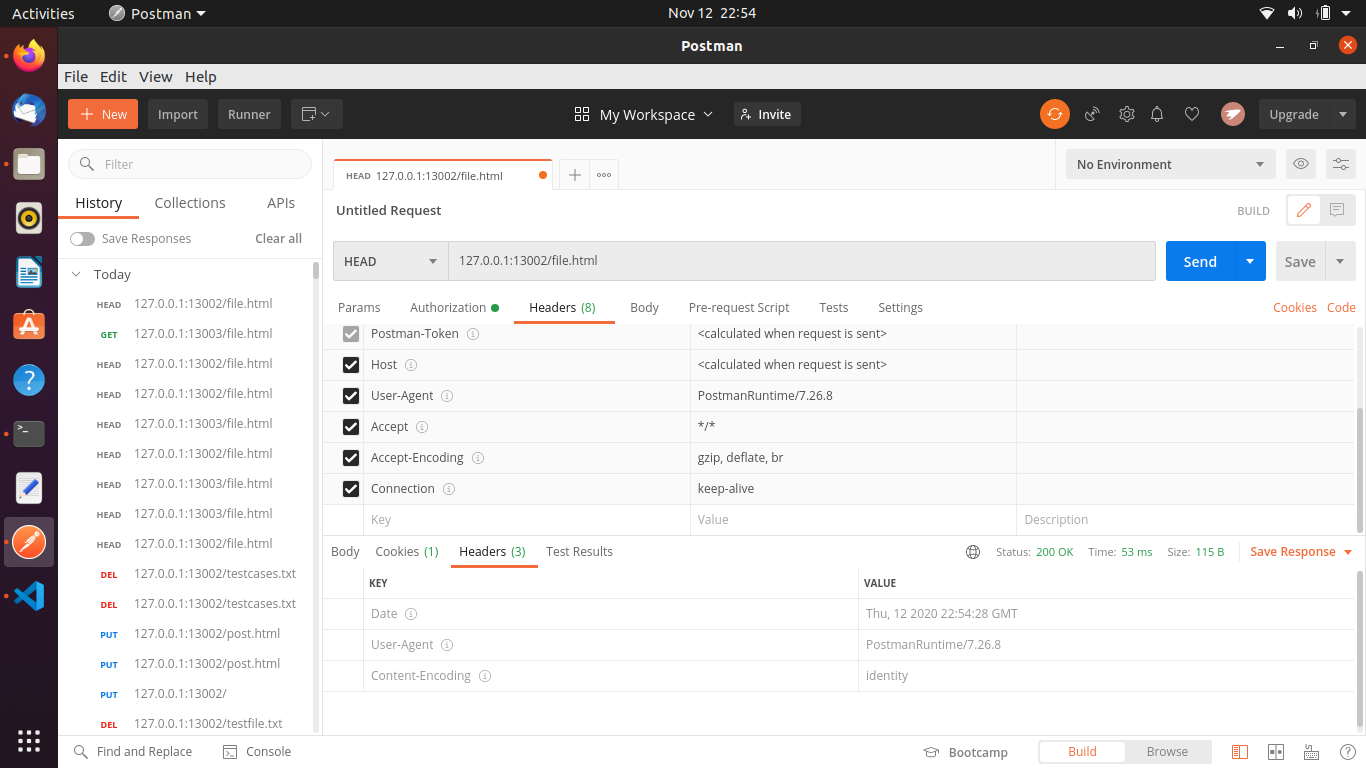 Activities Postman Nov 12 22:54
Postman
File Edit View Help
New Import Runner My Workspace Invite Upgrade
Filter
History Collections APIs
Save Responses Clear all
Today
HEAD 127.0.0.1:13002/file.html
GET 127.0.0.1:13003/file.html
HEAD 127.0.0.1:13002/file.html
HEAD 127.0.0.1:13002/file.html
HEAD 127.0.0.1:13003/file.html
HEAD 127.0.0.1:13002/file.html
HEAD 127.0.0.1:13003/file.html
HEAD 127.0.0.1:13003/file.html
HEAD 127.0.0.1:13002/file.html
DEL 127.0.0.1:13002/testcases.txt
DEL 127.0.0.1:13002/testcases.txt
PUT 127.0.0.1:13002/post.html
PUT 127.0.0.1:13002/post.html
PUT 127.0.0.1:13002/
DEL 127.0.0.1:13002/testfile.txt
HEAD 127.0.0.1:13002/file.html
No Environment
Untitled Request BUILD
HEAD 127.0.0.1:13002/file.html Send Save
Params Authorization Headers (8) Body Pre-request Script Tests Settings Cookies Code
Postman-Token <calculated when request is sent>
Host <calculated when request is sent>
User-Agent PostmanRuntime/7.26.8
Accept */*
Accept-Encoding gzip, deflate, br
Connection keep-alive
Key Value Description
Body Cookies (1) Headers (3) Test Results Status: 200 OK Time: 53 ms Size: 115 B Save Response
KEY VALUE
Date Thu, 12 2020 22:54:28 GMT
User-Agent PostmanRuntime/7.26.8
Content-Encoding identity
Find and Replace Console Bootcamp Build Browse